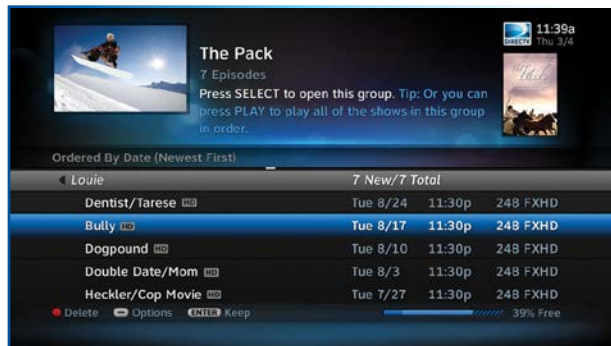 11:39a
DIRECTV Thu 3/4
The Pack
7 Episodes
Press SELECT to open this group. Tip: Or you can
press PLAY to play all of the shows in this group
in order.
Ordered By Date (Newest First)
Louie 7 New/7 Total
Dentist/Tarese HD Tue 8/24 11:30p 248 FXHD
Bully HD Tue 8/17 11:30p 248 FXHD
Dogpound HD Tue 8/10 11:30p 248 FXHD
Double Date/Mom HD Tue 8/3 11:30p 248 FXHD
Heckler/Cop Movie HD Tue 7/27 11:30p 248 FXHD
Delete Options ENTER Keep 39% Free